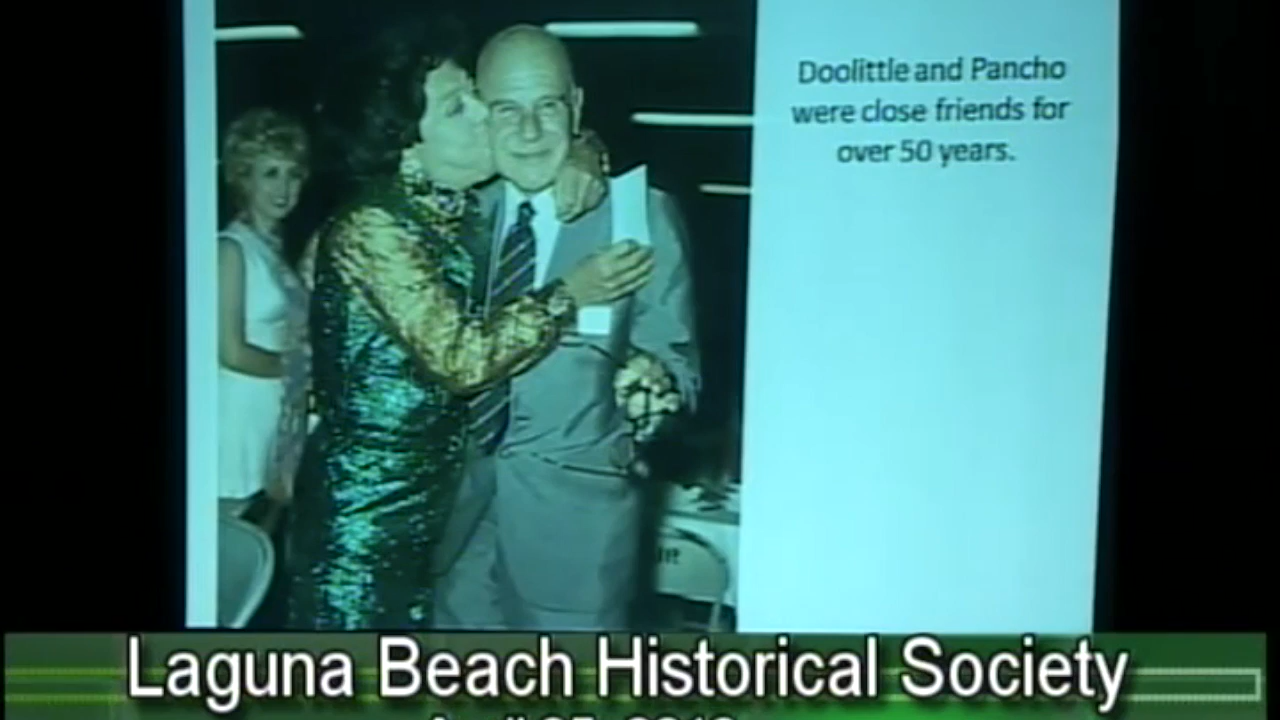 Doolittle and Pancho
were close friends for
over 50 years.
Laguna Beach Historical Society